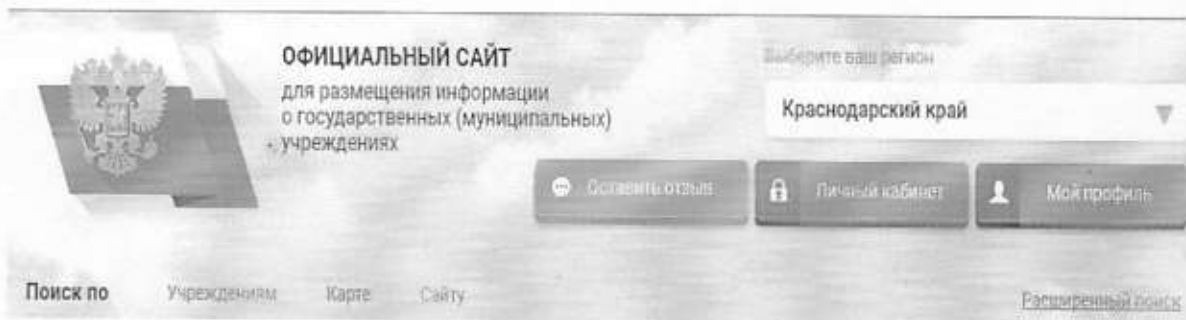 ОФИЦИАЛЬНЫЙ САЙТ
для размещения информации
о государственных (муниципальных)
учреждениях
Выберите ваш регион
Краснодарский край
Оставить отзыв
Личный кабинет
Мой профиль
Поиск по
Учреждениям
Карте
Сайту
Расширенный поиск